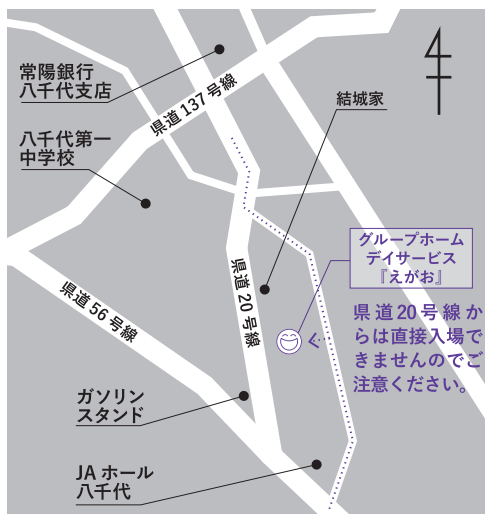 常陽銀行
八千代支店
県道137号線
結城家
八千代第一
中学校
グループホーム
デイサービス
『えがお』
県道20号線
県道56号線
県道20号線か
らは直接入場で
きませんのでご
注意ください。
ガソリン
スタンド
JAホール
八千代